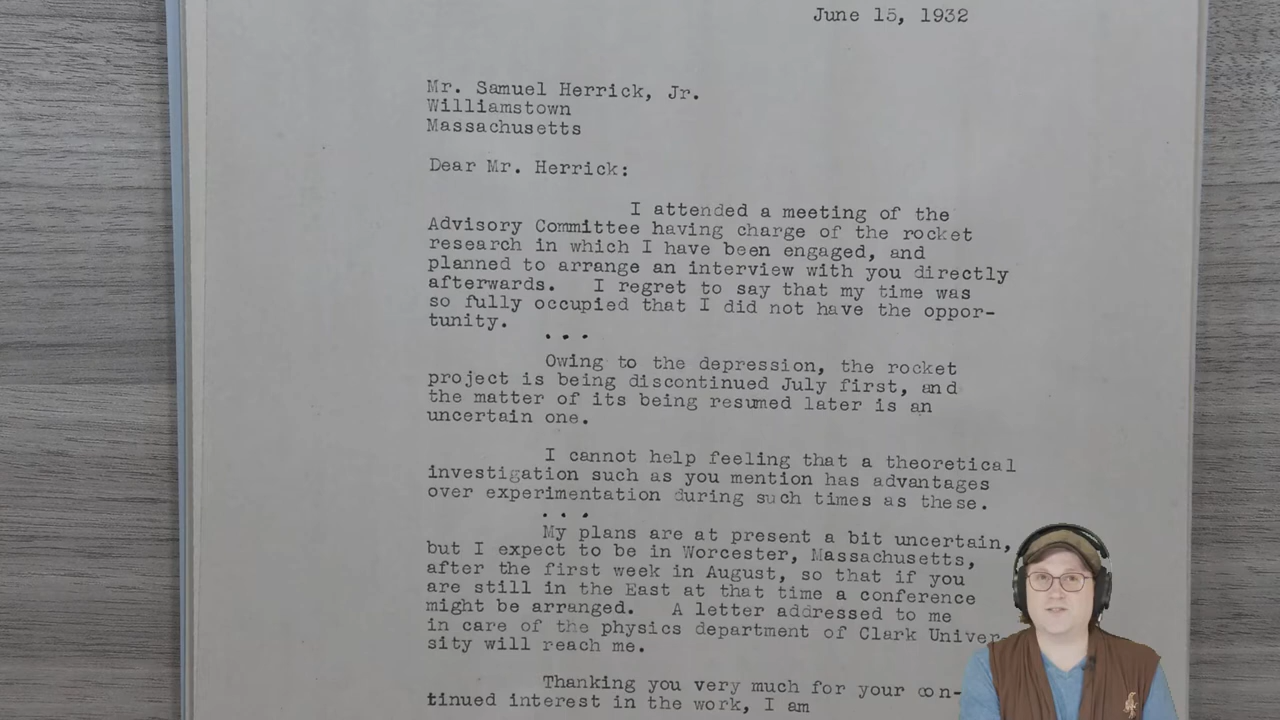 June 15, 1932
Mr. Samuel Herrick, Jr.
Williamstown
Massachusetts
Dear Mr. Herrick:
I attended a meeting of the
Advisory Committee having charge of the rocket
research in which I have been engaged, and
planned to arrange an interview with you directly
afterwards. I regret to say that my time was
so fully occupied that I did not have the oppor-
tunity.
. . .
Owing to the depression, the rocket
project is being discontinued July first, and
the matter of its being resumed later is an
uncertain one.
I cannot help feeling that a theoretical
investigation such as you mention has advantages
over experimentation during such times as these.
. . .
My plans are at present a bit uncertain,
but I expect to be in Worcester, Massachusetts,
after the first week in August, so that if you
are still in the East at that time a conference
might be arranged. A letter addressed to me
in care of the physics department of Clark Univer-
sity will reach me.
Thanking you very much for your con-
tinued interest in the work, I am